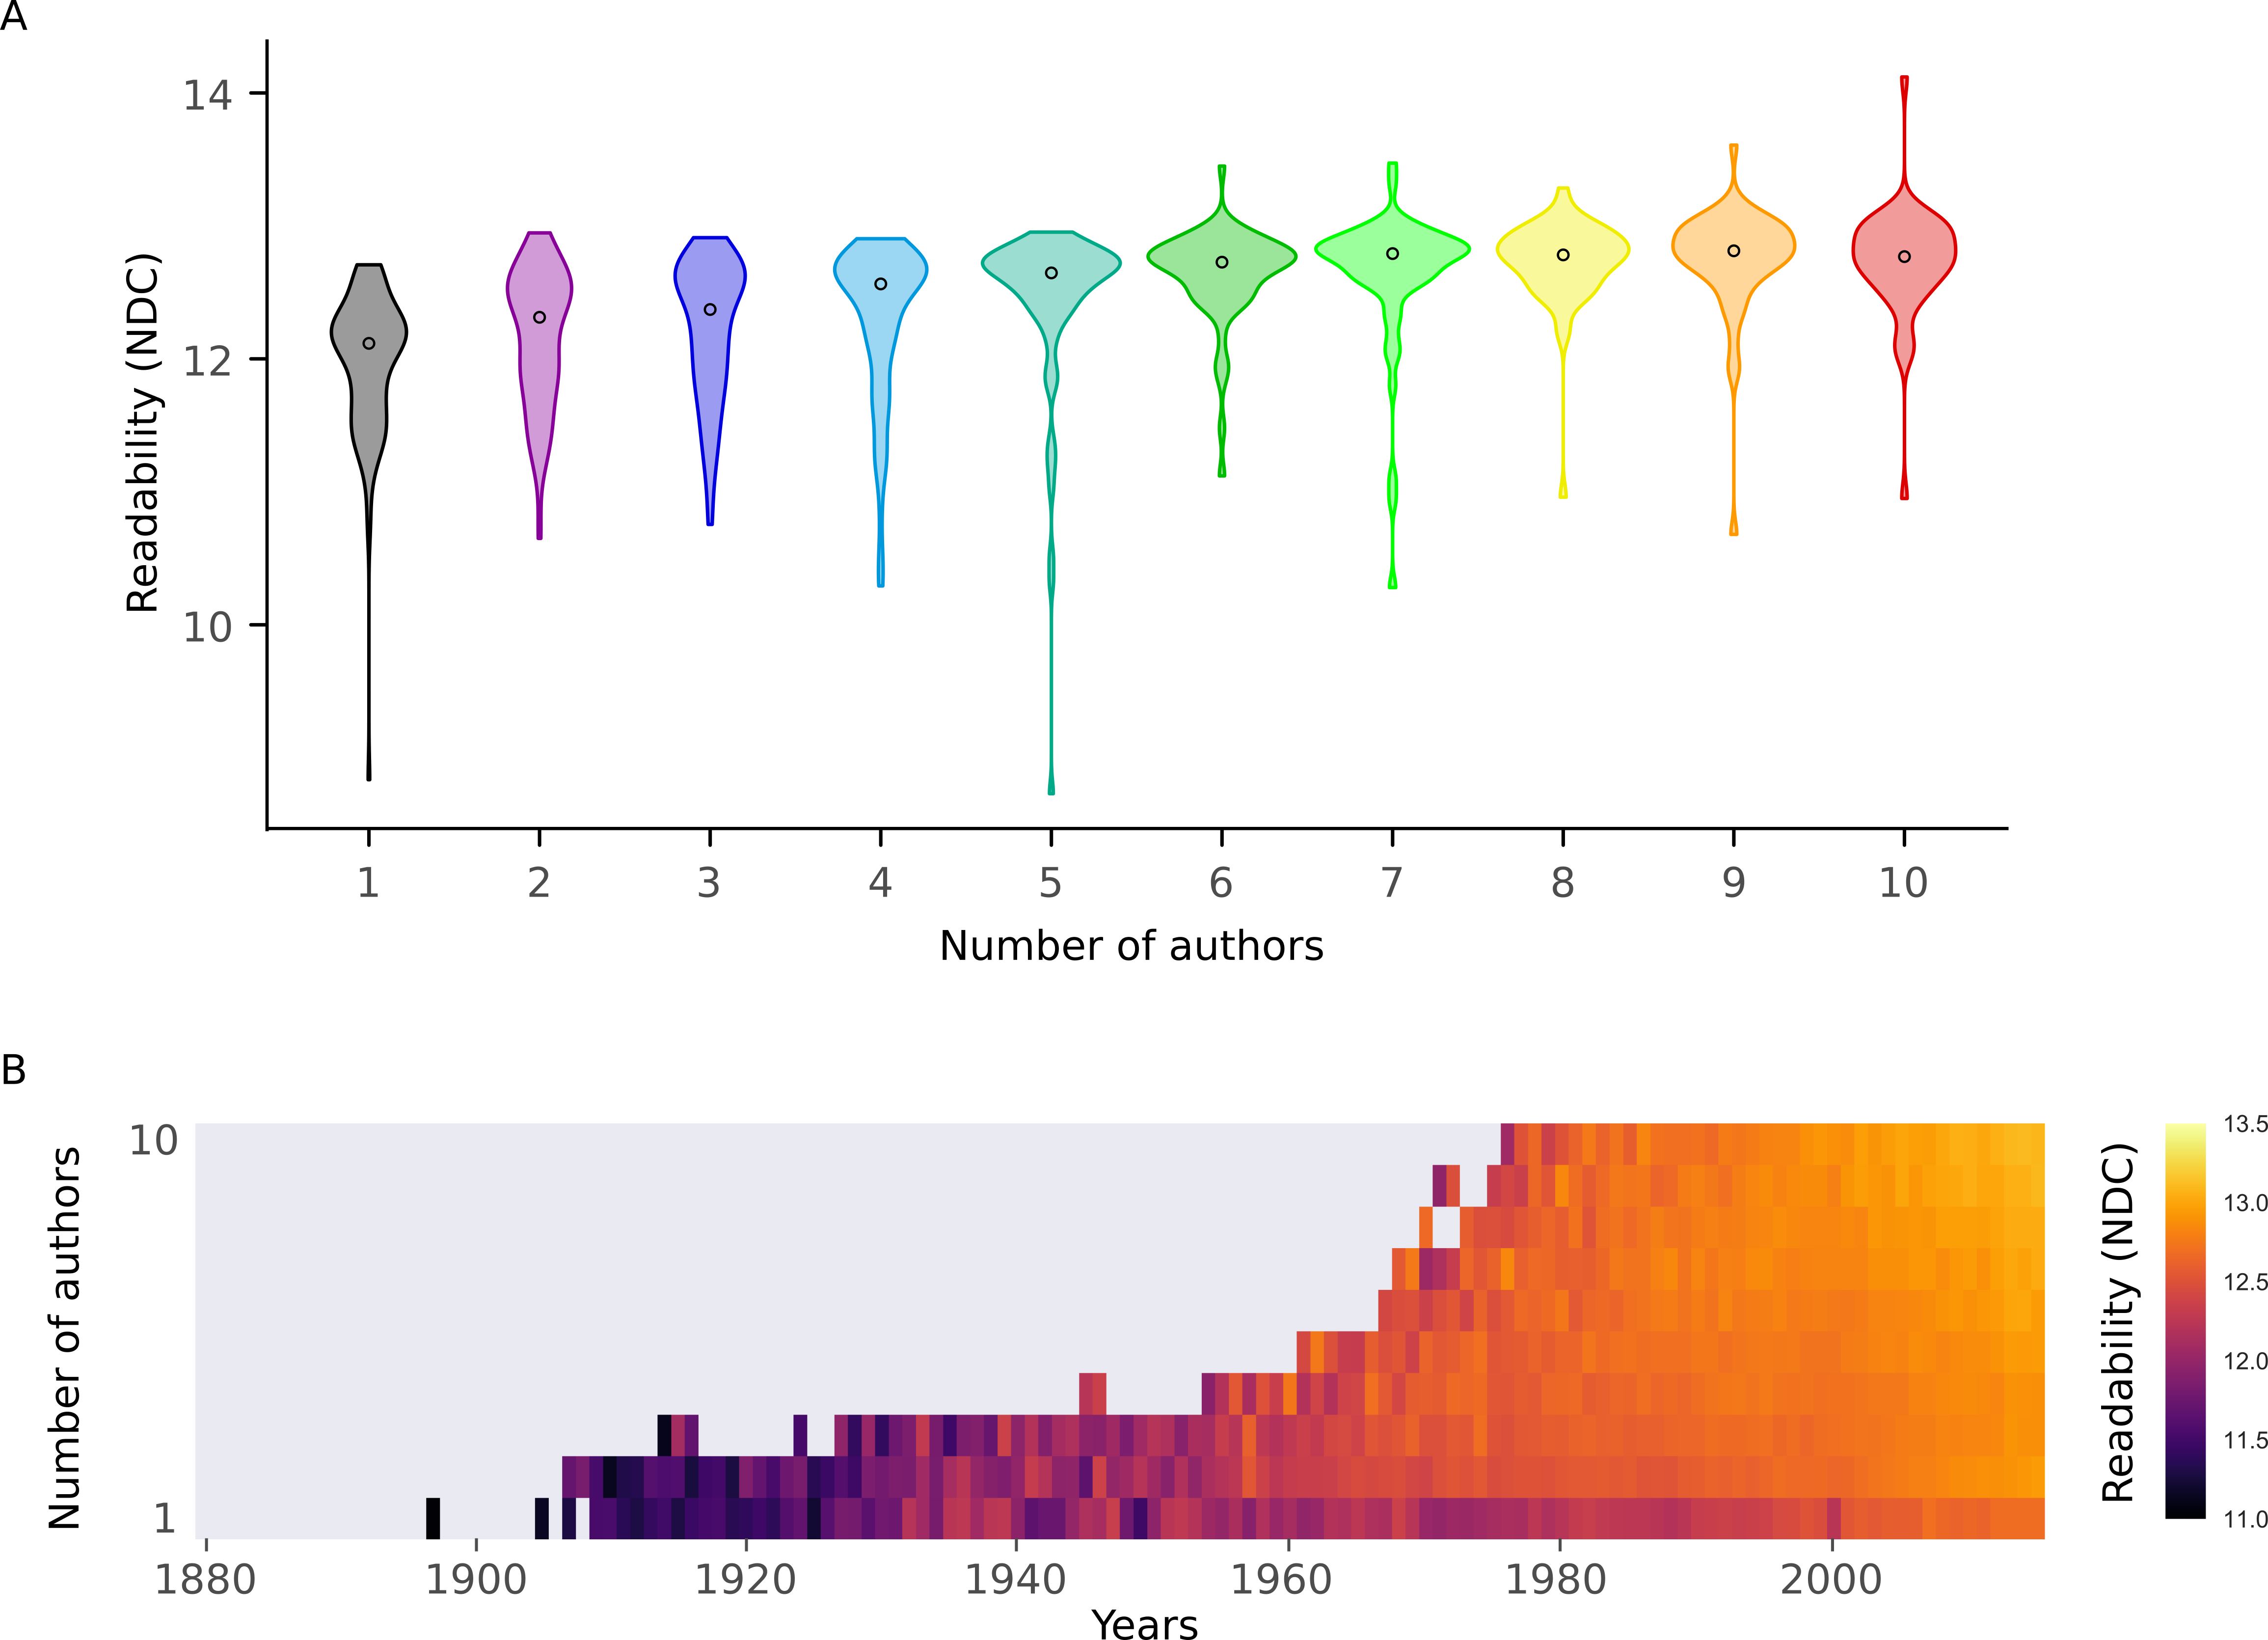 A
Readability (NDC)
14
12
10
1 2 3 4 5 6 7 8 9 10
Number of authors
B
Number of authors
10
1
1880 1900 1920 1940 1960 1980 2000
Years
Readability (NDC)
13.5
13.0
12.5
12.0
11.5
11.0